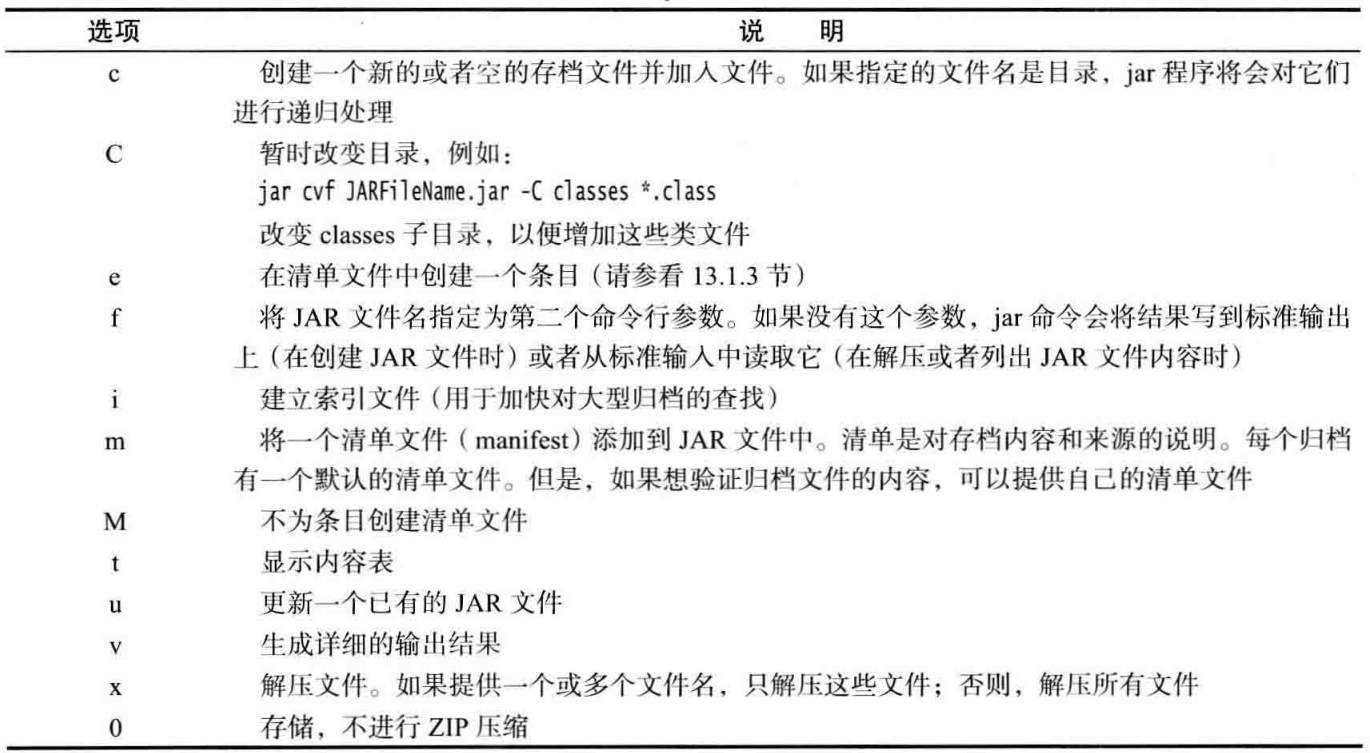 选项 说 明
c 创建一个新的或者空的存档文件并加入文件。如果指定的文件名是目录，jar 程序将会对它们
进行递归处理
C 暂时改变目录，例如：
jar cvf JARFileName.jar -C classes *.class
改变 classes 子目录，以便增加这些类文件
e 在清单文件中创建一个条目（请参看 13.1.3 节）
f 将 JAR 文件名指定为第二个命令行参数。如果没有这个参数，jar 命令会将结果写到标准输出
上（在创建 JAR 文件时）或者从标准输入中读取它（在解压或者列出 JAR 文件内容时）
i 建立索引文件（用于加快对大型归档的查找）
m 将一个清单文件（manifest）添加到 JAR 文件中。清单是对存档内容和来源的说明。每个归档
有一个默认的清单文件。但是，如果想验证归档文件的内容，可以提供自己的清单文件
M 不为条目创建清单文件
t 显示内容表
u 更新一个已有的 JAR 文件
v 生成详细的输出结果
x 解压文件。如果提供一个或多个文件名，只解压这些文件；否则，解压所有文件
0 存储，不进行 ZIP 压缩